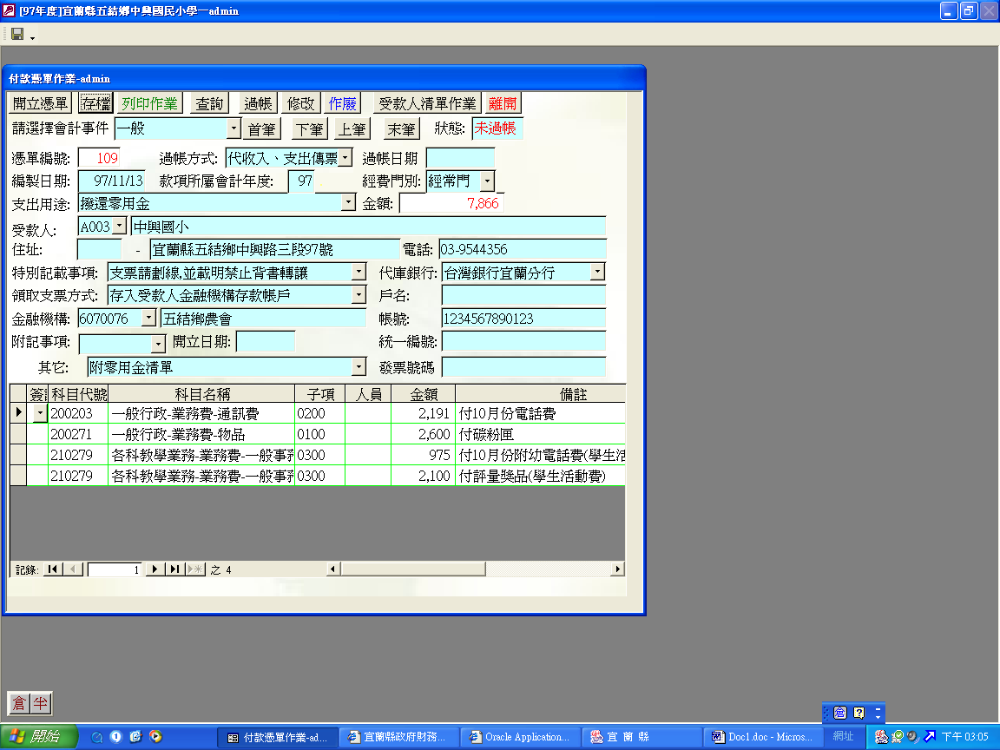 [97年度]宜蘭縣五結鄉中興國民小學—admin
付款憑單作業-admin
開立憑單 存檔 列印作業 查詢 過帳 修改 作廢 受款人清單作業 離開
請選擇會計事件 一般 首筆 下筆 上筆 末筆 狀態: 未過帳
憑單編號: 109 過帳方式: 代收入、支出傳票 過帳日期
編製日期: 97/11/13 款項所屬會計年度: 97 經費門別: 經常門
支出用途: 撥還零用金 金額: 7,866
受款人: A003 中興國小
住址: - 宜蘭縣五結鄉中興路三段97號 電話: 03-9544356
特別記載事項: 支票請劃線,並載明禁止背書轉讓 代庫銀行: 台灣銀行宜蘭分行
領取支票方式: 存入受款人金融機構存款帳戶 戶名:
金融機構: 6070076 五結鄉農會 帳號: 1234567890123
附記事項: 開立日期: 統一編號:
其它: 附零用金清單 發票號碼
科目代號 科目名稱 子項 人員 金額 備註
200203 一般行政-業務費-通訊費 0200 2,191 付10月份電話費
200271 一般行政-業務費-物品 0100 2,600 付碳粉匣
210279 各科教學業務-業務費-一般事務 0300 975 付10月份附幼電話費(學生活
210279 各科教學業務-業務費-一般事務 0300 2,100 付評量獎品(學生活動費)
記錄: 1 之 4
倉 半
倉 ?
開始 付款憑單作業-ad... 宜蘭縣政府財務... Oracle Application... 宜 蘭 縣 Doc1.doc - Micros... 網址 下午 03:05